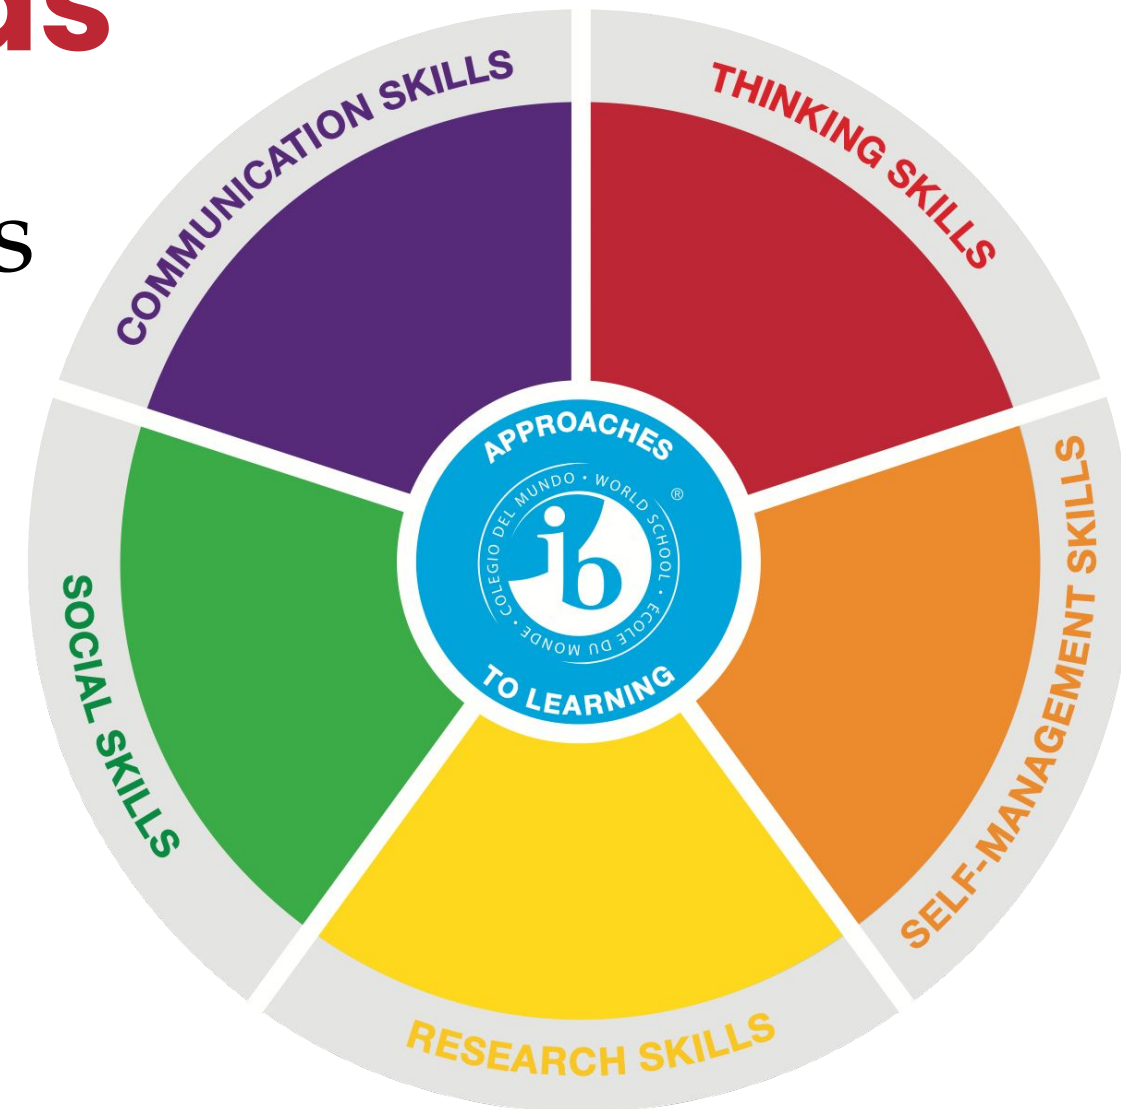 COMMUNICATION SKILLS
THINKING SKILLS
SELF-MANAGEMENT SKILLS
RESEARCH SKILLS
SOCIAL SKILLS
APPROACHES
TO LEARNING
ib
®
COLEGIO DEL MUNDO • WORLD SCHOOL • ÉCOLE DU MONDE •